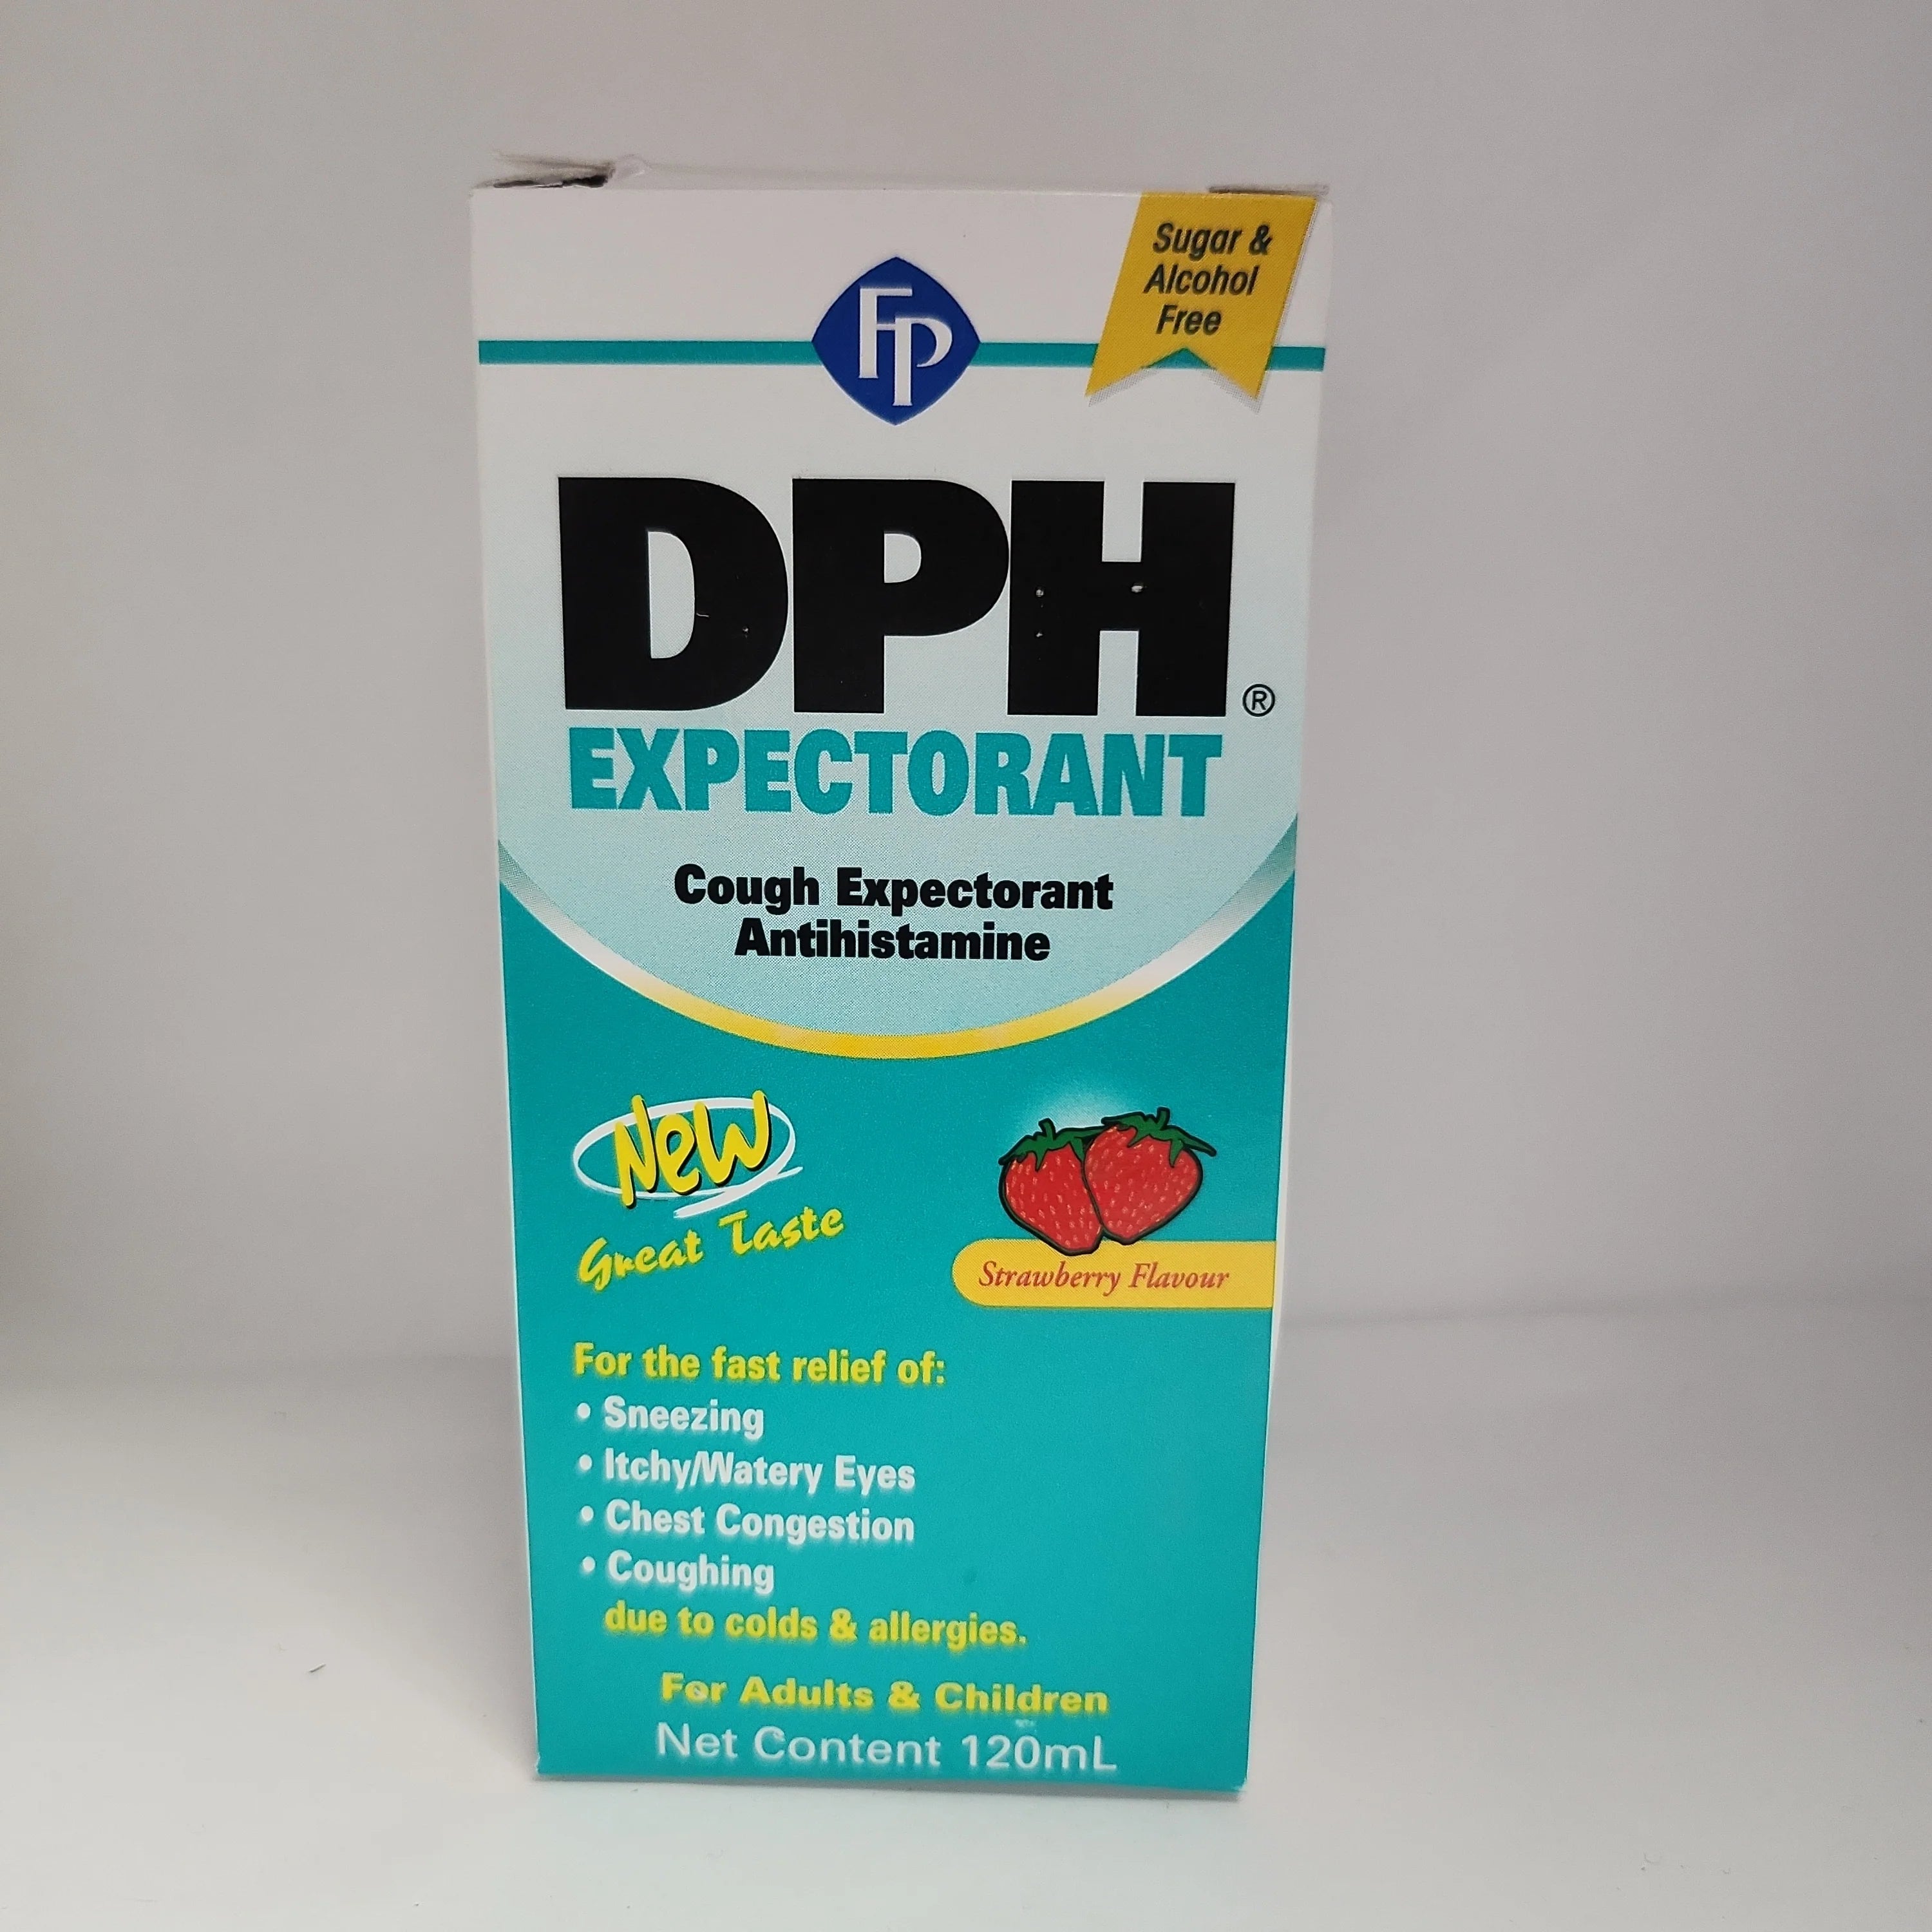 Sugar &
Alcohol
Free
FP
DPH®
EXPECTORANT
Cough Expectorant
Antihistamine
New
Great Taste
Strawberry Flavour
For the fast relief of:
• Sneezing
• Itchy/Watery Eyes
• Chest Congestion
• Coughing
due to colds & allergies.
For Adults & Children
Net Content 120mL